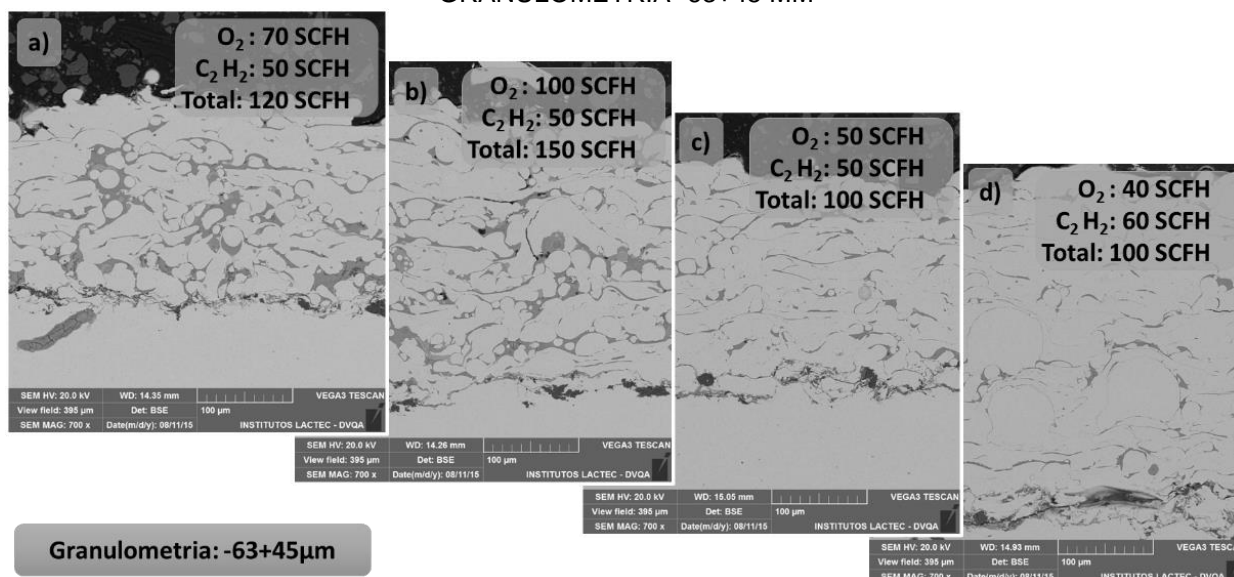 a)
O₂ : 70 SCFH
C₂ H₂: 50 SCFH
Total: 120 SCFH
SEM HV: 20.0 kV WD: 14.35 mm VEGA3 TESCAN
View field: 395 µm Det: BSE 100 µm
SEM MAG: 700 x Date(m/d/y): 08/11/15 INSTITUTOS LACTEC - DVQA
b)
O₂ : 100 SCFH
C₂ H₂: 50 SCFH
Total: 150 SCFH
SEM HV: 20.0 kV WD: 14.26 mm VEGA3 TESCAN
View field: 395 µm Det: BSE 100 µm
SEM MAG: 700 x Date(m/d/y): 08/11/15 INSTITUTOS LACTEC - DVQA
c)
O₂ : 50 SCFH
C₂ H₂: 50 SCFH
Total: 100 SCFH
SEM HV: 20.0 kV WD: 15.05 mm VEGA3 TESCAN
View field: 395 µm Det: BSE 100 µm
SEM MAG: 700 x Date(m/d/y): 08/11/15 INSTITUTOS LACTEC - DVQA
d)
O₂ : 40 SCFH
C₂ H₂: 60 SCFH
Total: 100 SCFH
SEM HV: 20.0 kV WD: 14.93 mm VEGA3 TESC
View field: 395 µm Det: BSE 100 µm
Granulometria: -63+45µm